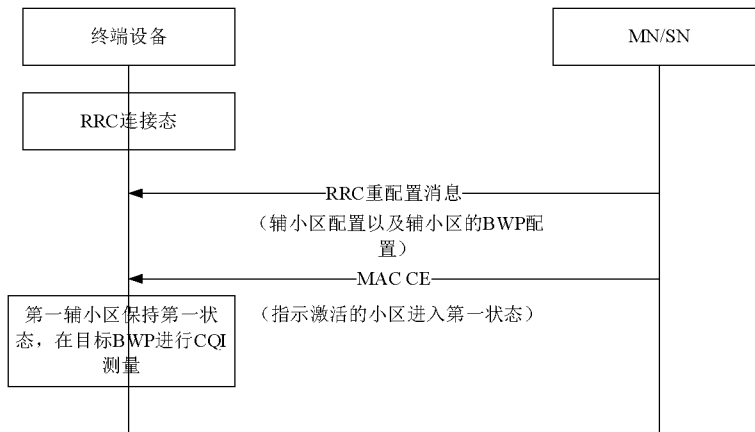 终端设备
MN/SN
RRC连接态
RRC重配置消息
（辅小区配置以及辅小区的BWP配
置）
MAC CE
（指示激活的小区进入第一状态）
第一辅小区保持第一状
态，在目标BWP进行CQI
测量